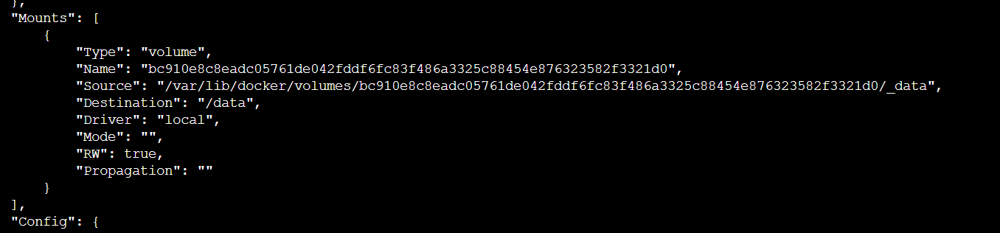 },
"Mounts": [
{
"Type": "volume",
"Name": "bc910e8c8eadc05761de042fddf6fc83f486a3325c88454e876323582f3321d0",
"Source": "/var/lib/docker/volumes/bc910e8c8eadc05761de042fddf6fc83f486a3325c88454e876323582f3321d0/_data",
"Destination": "/data",
"Driver": "local",
"Mode": "",
"RW": true,
"Propagation": ""
}
],
"Config": {